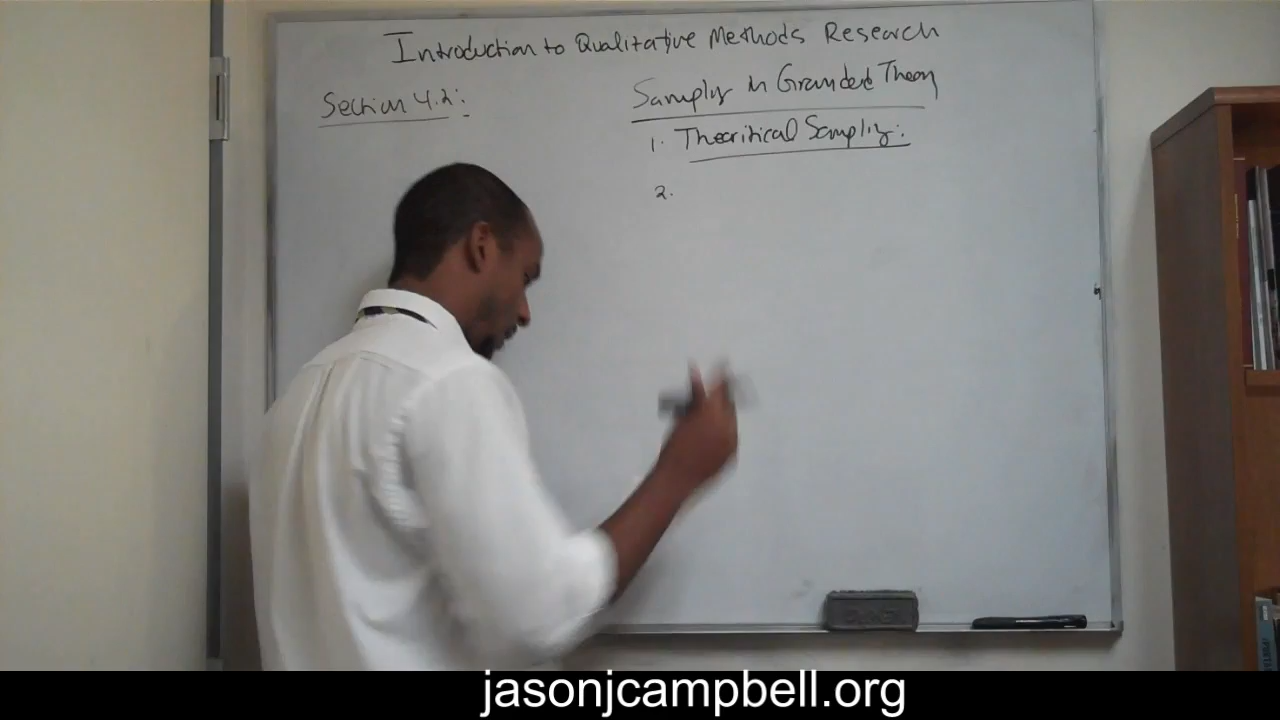 Introduction to Qualitative Methods Research
Section 4.2:
Sampling in Grounded Theory
1. Theoritical Sampling:
2.
jasonjcampbell.org